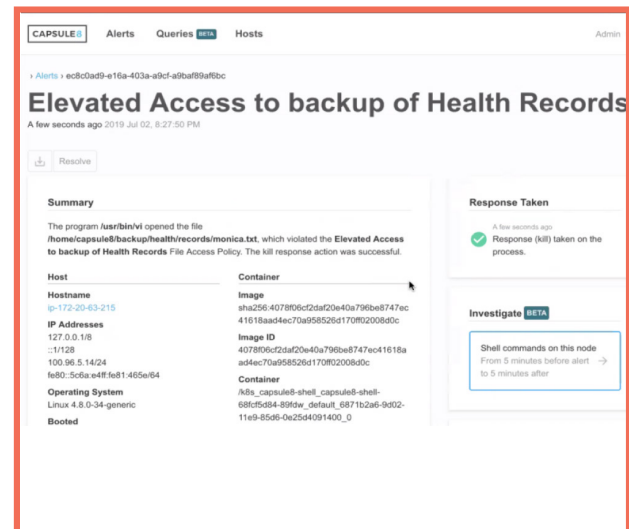 CAPSULE8 Alerts Queries BETA Hosts Admin
› Alerts › ec8c0ad9-e16a-403a-a9cf-a9baf89af6bc
Elevated Access to backup of Health Records
A few seconds ago 2019 Jul 02, 8:27:50 PM
Resolve
Summary
The program /usr/bin/vi opened the file
/home/capsule8/backup/health/records/monica.txt, which violated the Elevated Access
to backup of Health Records File Access Policy. The kill response action was successful.
Host
Hostname
ip-172-20-63-215
IP Addresses
127.0.0.1/8
::1/128
100.96.5.14/24
fe80::5c6a:e4ff:fe81:465e/64
Operating System
Linux 4.8.0-34-generic
Booted
Container
Image
sha256:4078f06cf2daf20e40a796be8747ec
41618aad4ec70a958526d170ff02008d0c
Image ID
4078f06cf2daf20e40a796be8747ec41618a
ad4ec70a958526d170ff02008d0c
Container
/k8s_capsule8-shell_capsule8-shell-
68fcf5d84-89fdw_default_6871b2a6-9d02-
11e9-85d6-0e25d4091400_0
Response Taken
A few seconds ago
Response (kill) taken on the
process.
Investigate BETA
Shell commands on this node
From 5 minutes before alert
to 5 minutes after